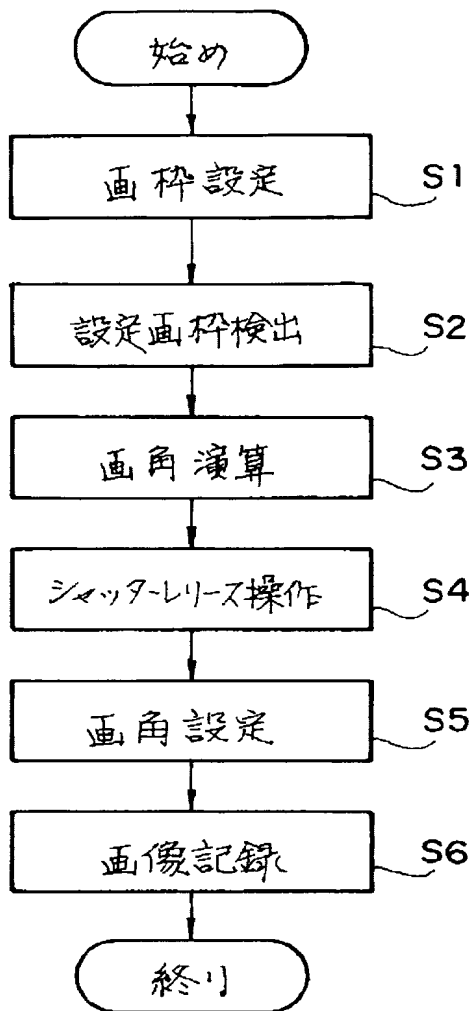 始め
画枠設定 S1
設定画枠検出 S2
画角演算 S3
シャッターレリーズ操作 S4
画角設定 S5
画像記録 S6
終り